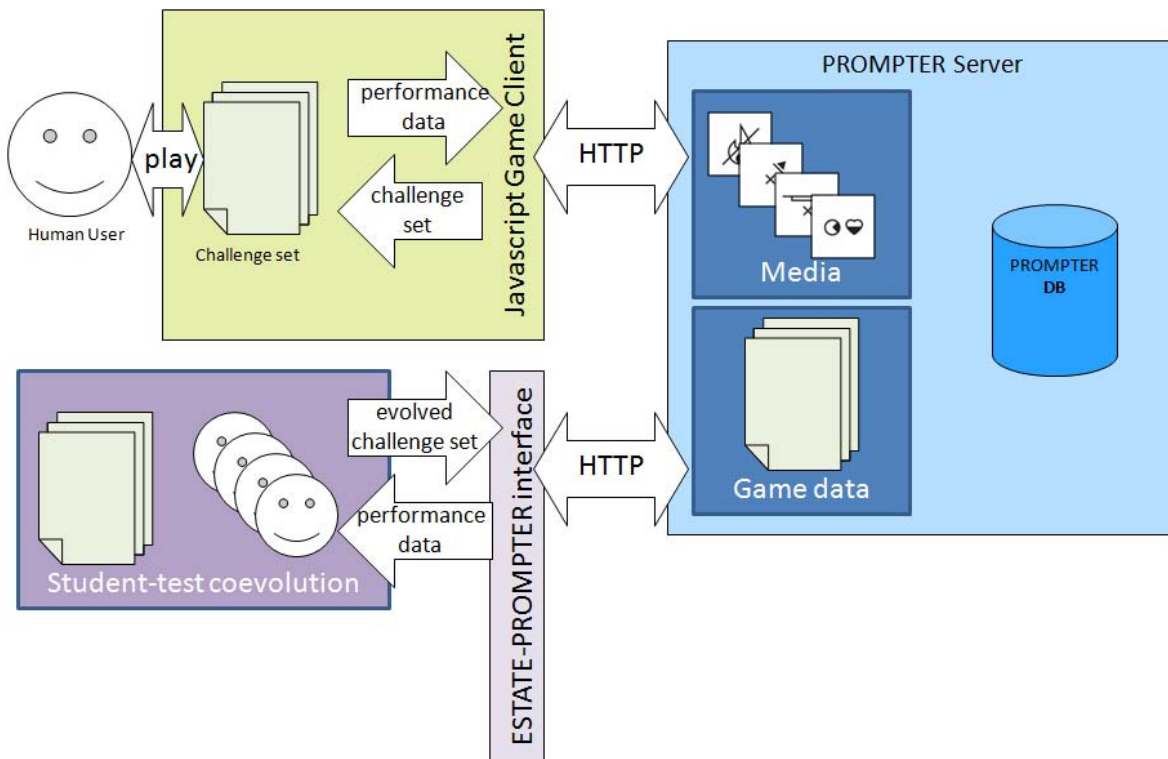 Human User
play
Challenge set
performance
data
challenge
set
Javascript Game Client
HTTP
PROMPTER Server
Media
PROMPTER
DB
Game data
Student-test coevolution
evolved
challenge set
performance
data
ESTATE-PROMPTER interface
HTTP